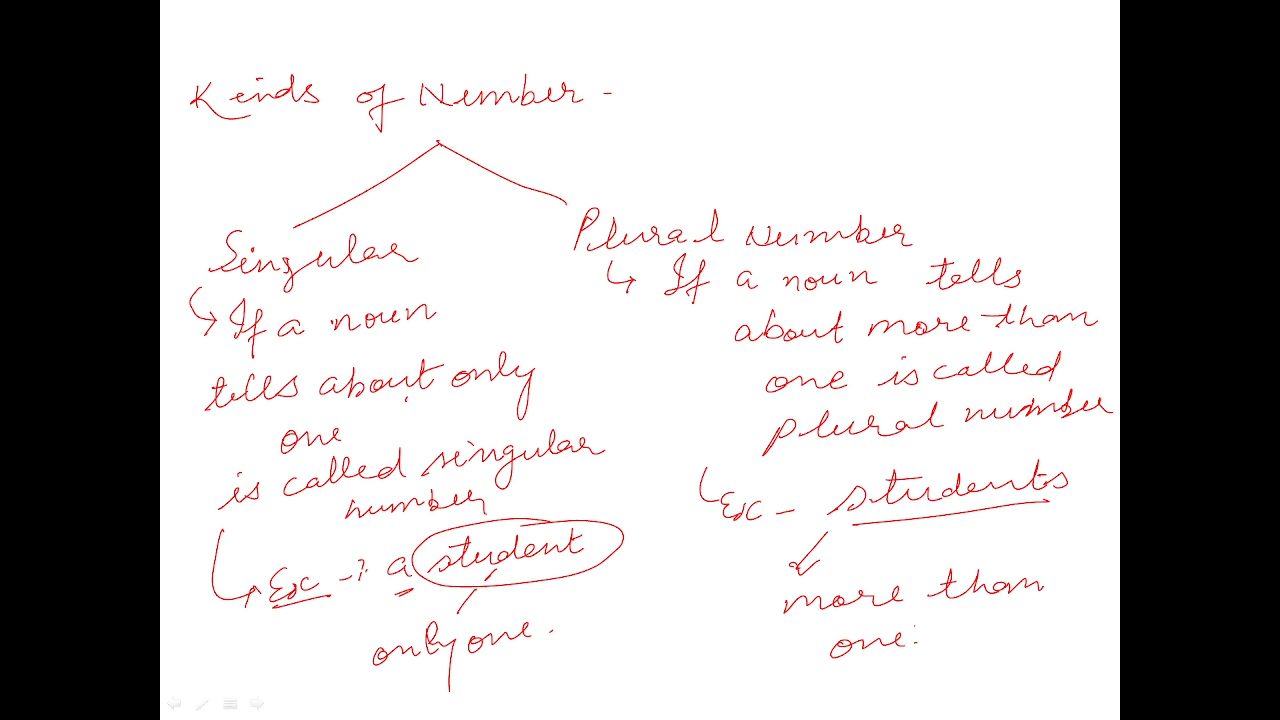 Kinds of Number -
Singular
If a noun
tells about only
one
is called singular
number
Ex -: a student
only one.
Plural Number
If a noun tells
about more than
one is called
plural number
Ex - students
more than
one.